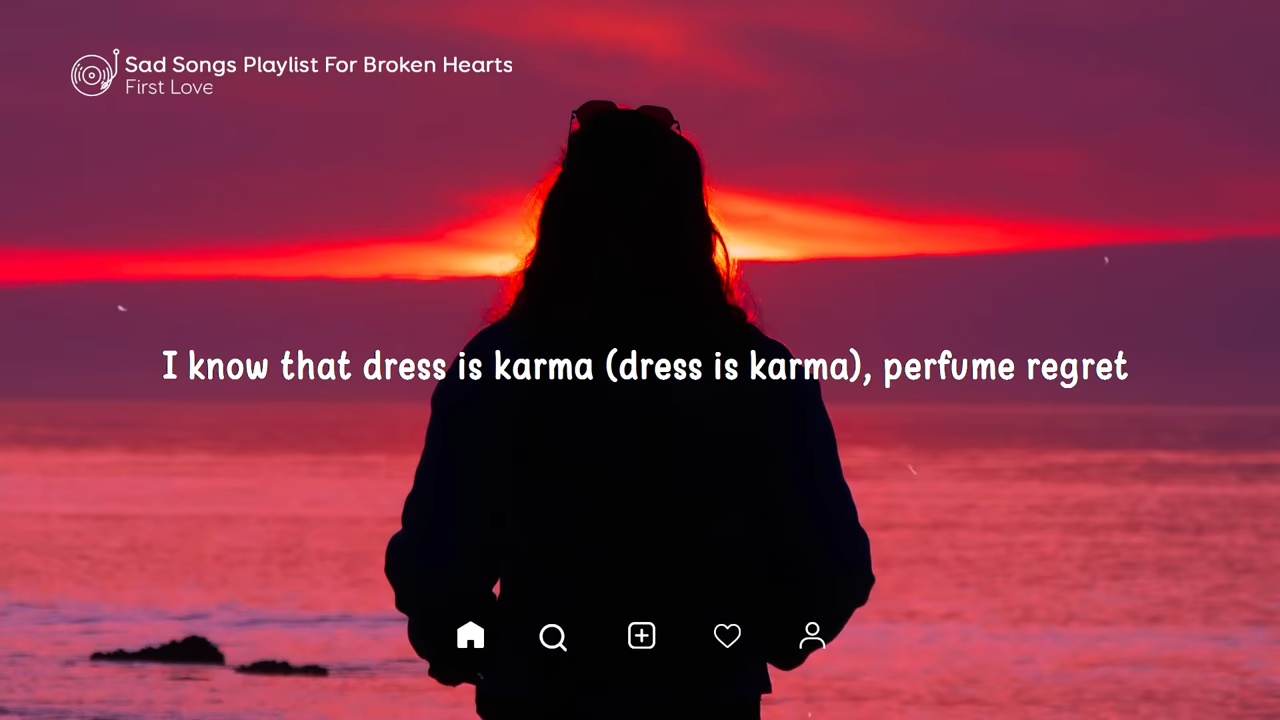 Sad Songs Playlist For Broken Hearts
First Love
I know that dress is karma (dress is karma), perfume regret